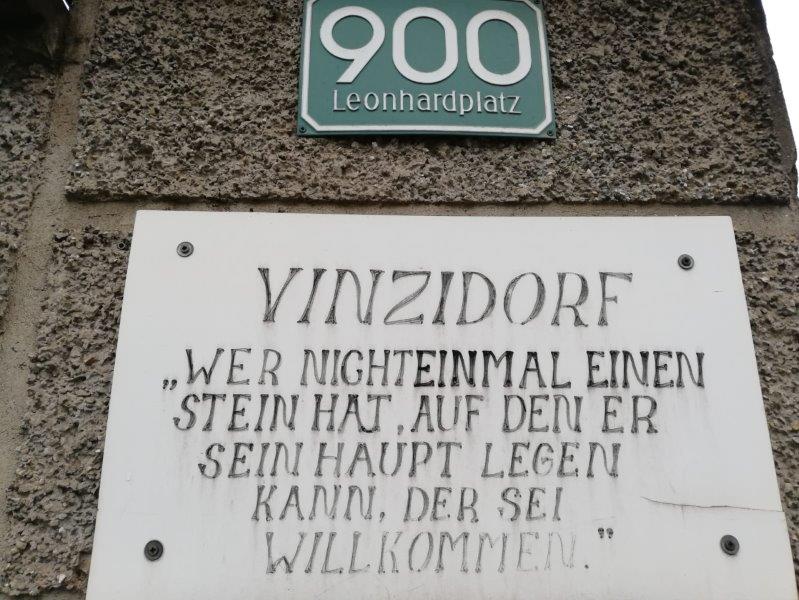 900
Leonhardplatz
VINZIDORF
„WER NICHTEINMAL EINEN
STEIN HAT, AUF DEN ER
SEIN HAUPT LEGEN
KANN, DER SEI
WILLKOMMEN."